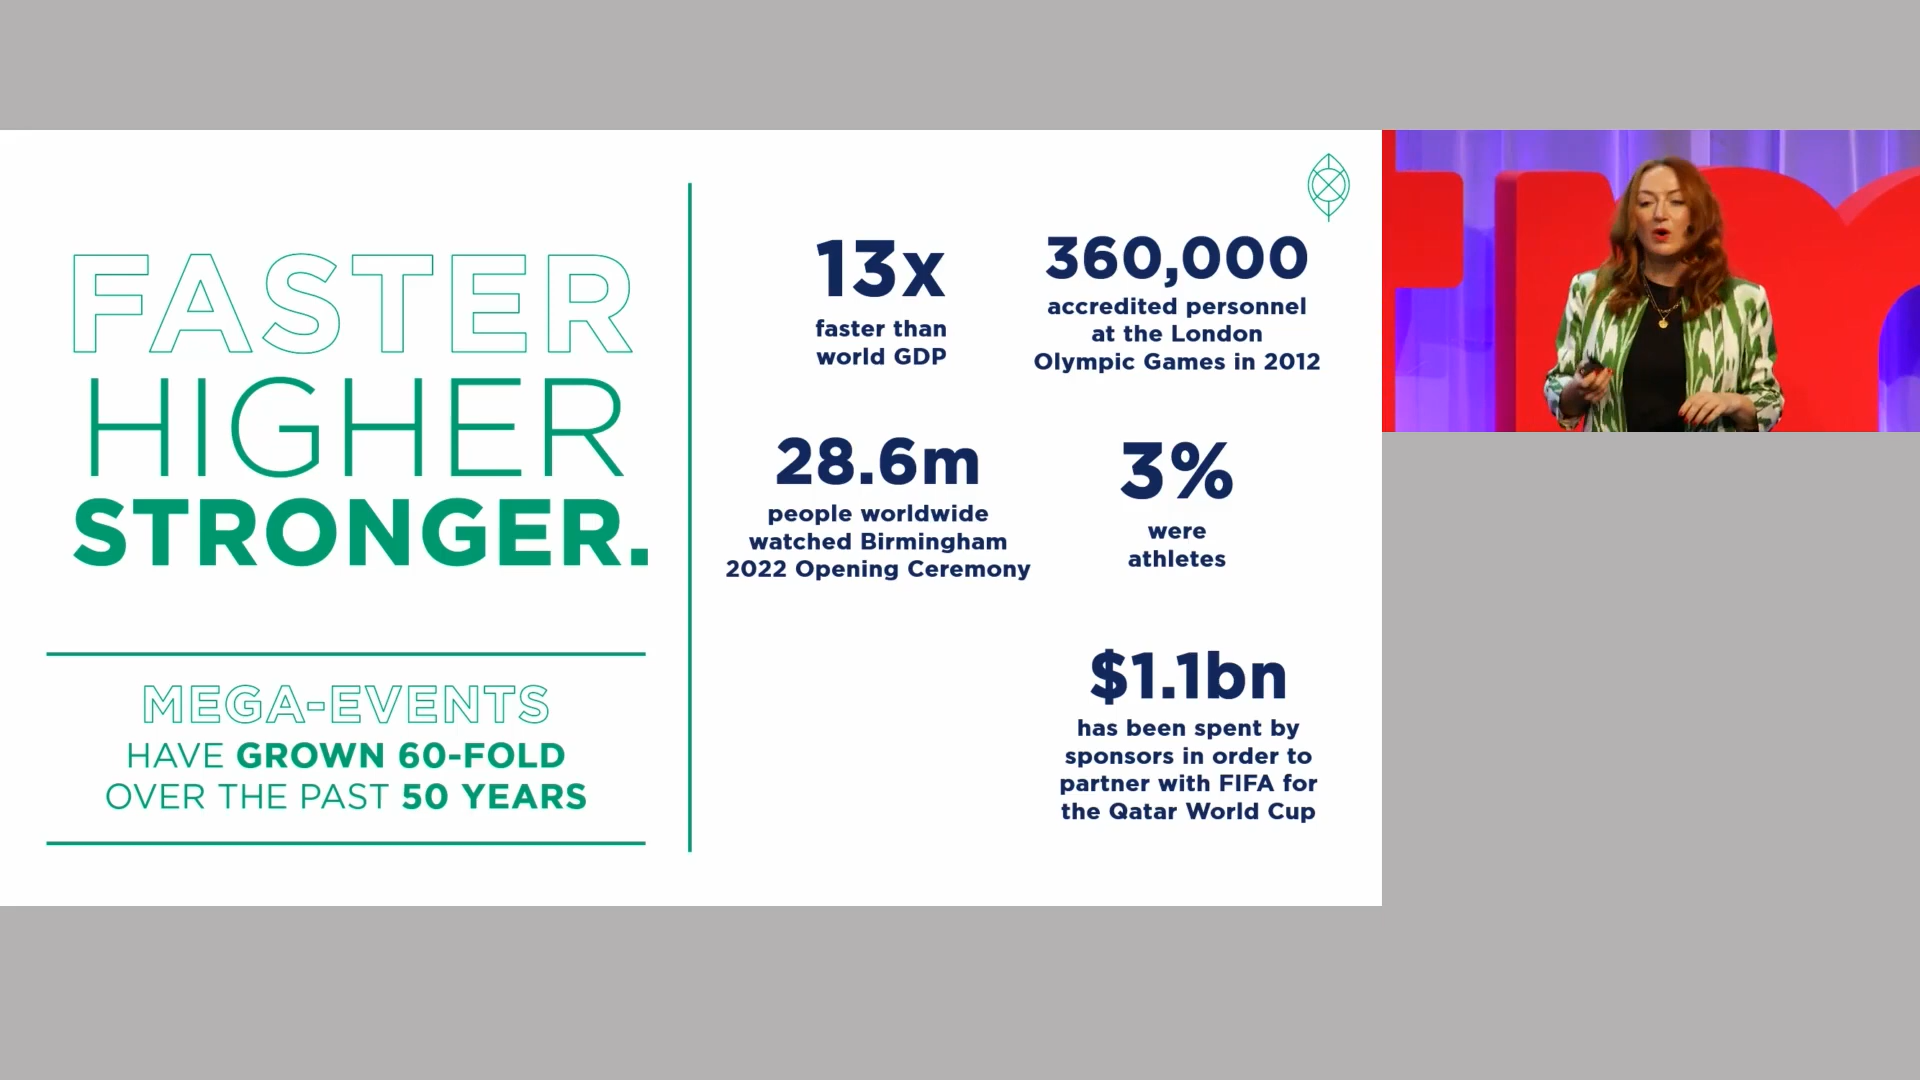 FASTER
HIGHER
STRONGER.
MEGA-EVENTS
HAVE GROWN 60-FOLD
OVER THE PAST 50 YEARS
13x
faster than
world GDP
360,000
accredited personnel
at the London
Olympic Games in 2012
28.6m
people worldwide
watched Birmingham
2022 Opening Ceremony
3%
were
athletes
$1.1bn
has been spent by
sponsors in order to
partner with FIFA for
the Qatar World Cup